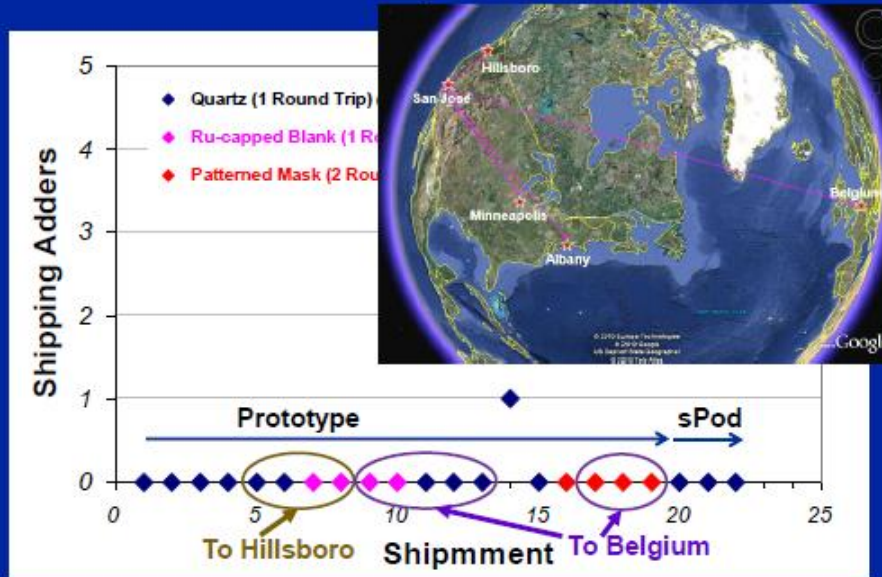 5
4
3
2
1
0
Shipping Adders
Quartz (1 Round Trip)
Ru-capped Blank (1 Ro
Patterned Mask (2 Rou
Hillsboro
San José
Minneapolis
Albany
Belgium
Google
Prototype
sPod
0
5
10
15
20
25
To Hillsboro
Shipmment
To Belgium